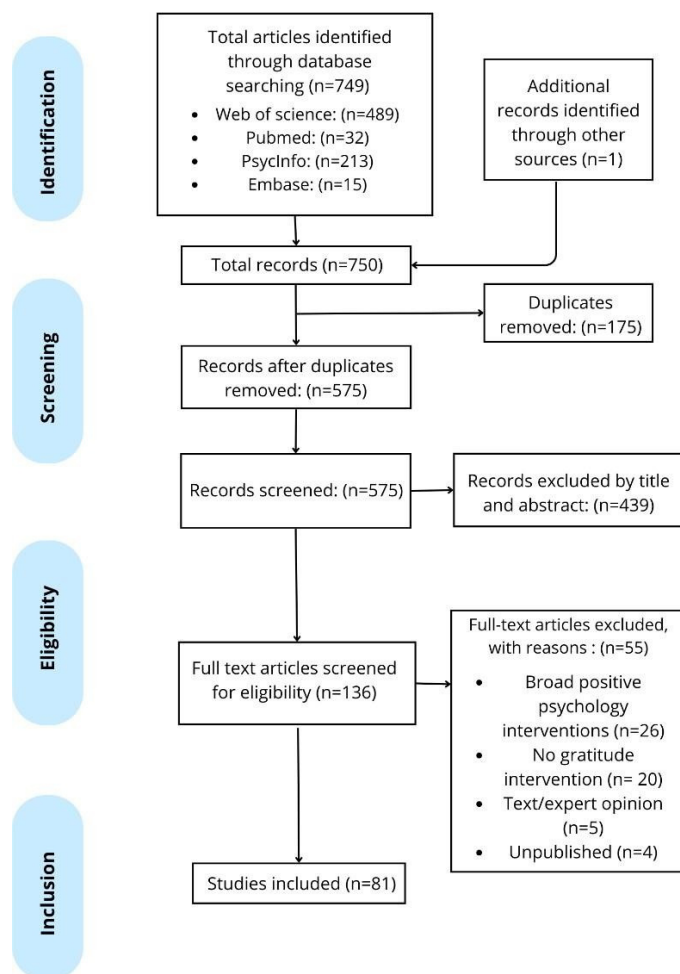 Identification
Total articles identified
through database
searching (n=749)
• Web of science: (n=489)
• Pubmed: (n=32)
• PsycInfo: (n=213)
• Embase: (n=15)
Additional
records identified
through other
sources (n=1)
Total records (n=750)
Screening
Duplicates
removed: (n=175)
Records after duplicates
removed: (n=575)
Records screened: (n=575)
Records excluded by title
and abstract: (n=439)
Eligibility
Full text articles screened
for eligibility (n=136)
Full-text articles excluded,
with reasons : (n=55)
• Broad positive
psychology
interventions (n=26)
• No gratitude
intervention (n= 20)
• Text/expert opinion
(n=5)
• Unpublished (n=4)
Inclusion
Studies included (n=81)